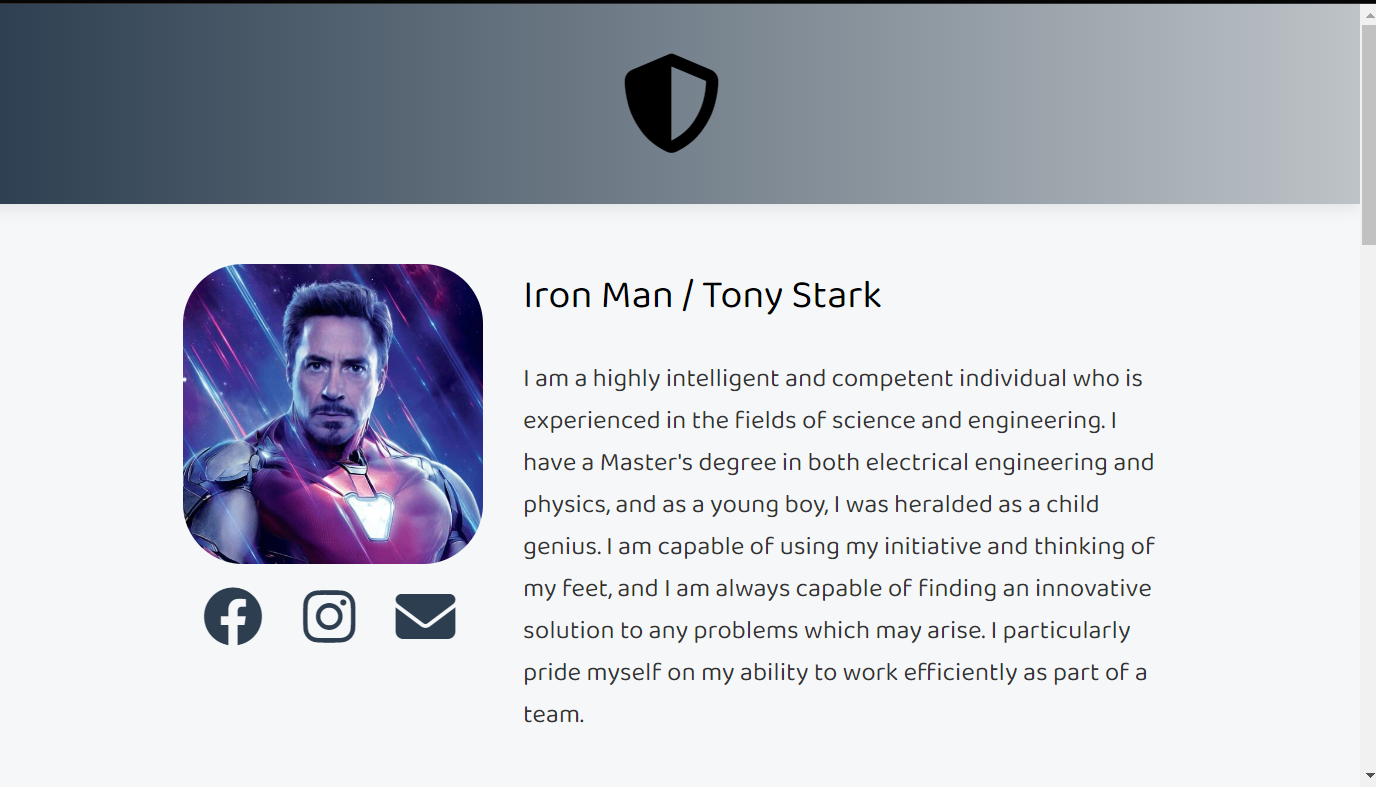 Iron Man / Tony Stark
I am a highly intelligent and competent individual who is
experienced in the fields of science and engineering. I
have a Master's degree in both electrical engineering and
physics, and as a young boy, I was heralded as a child
genius. I am capable of using my initiative and thinking of
my feet, and I am always capable of finding an innovative
solution to any problems which may arise. I particularly
pride myself on my ability to work efficiently as part of a
team.